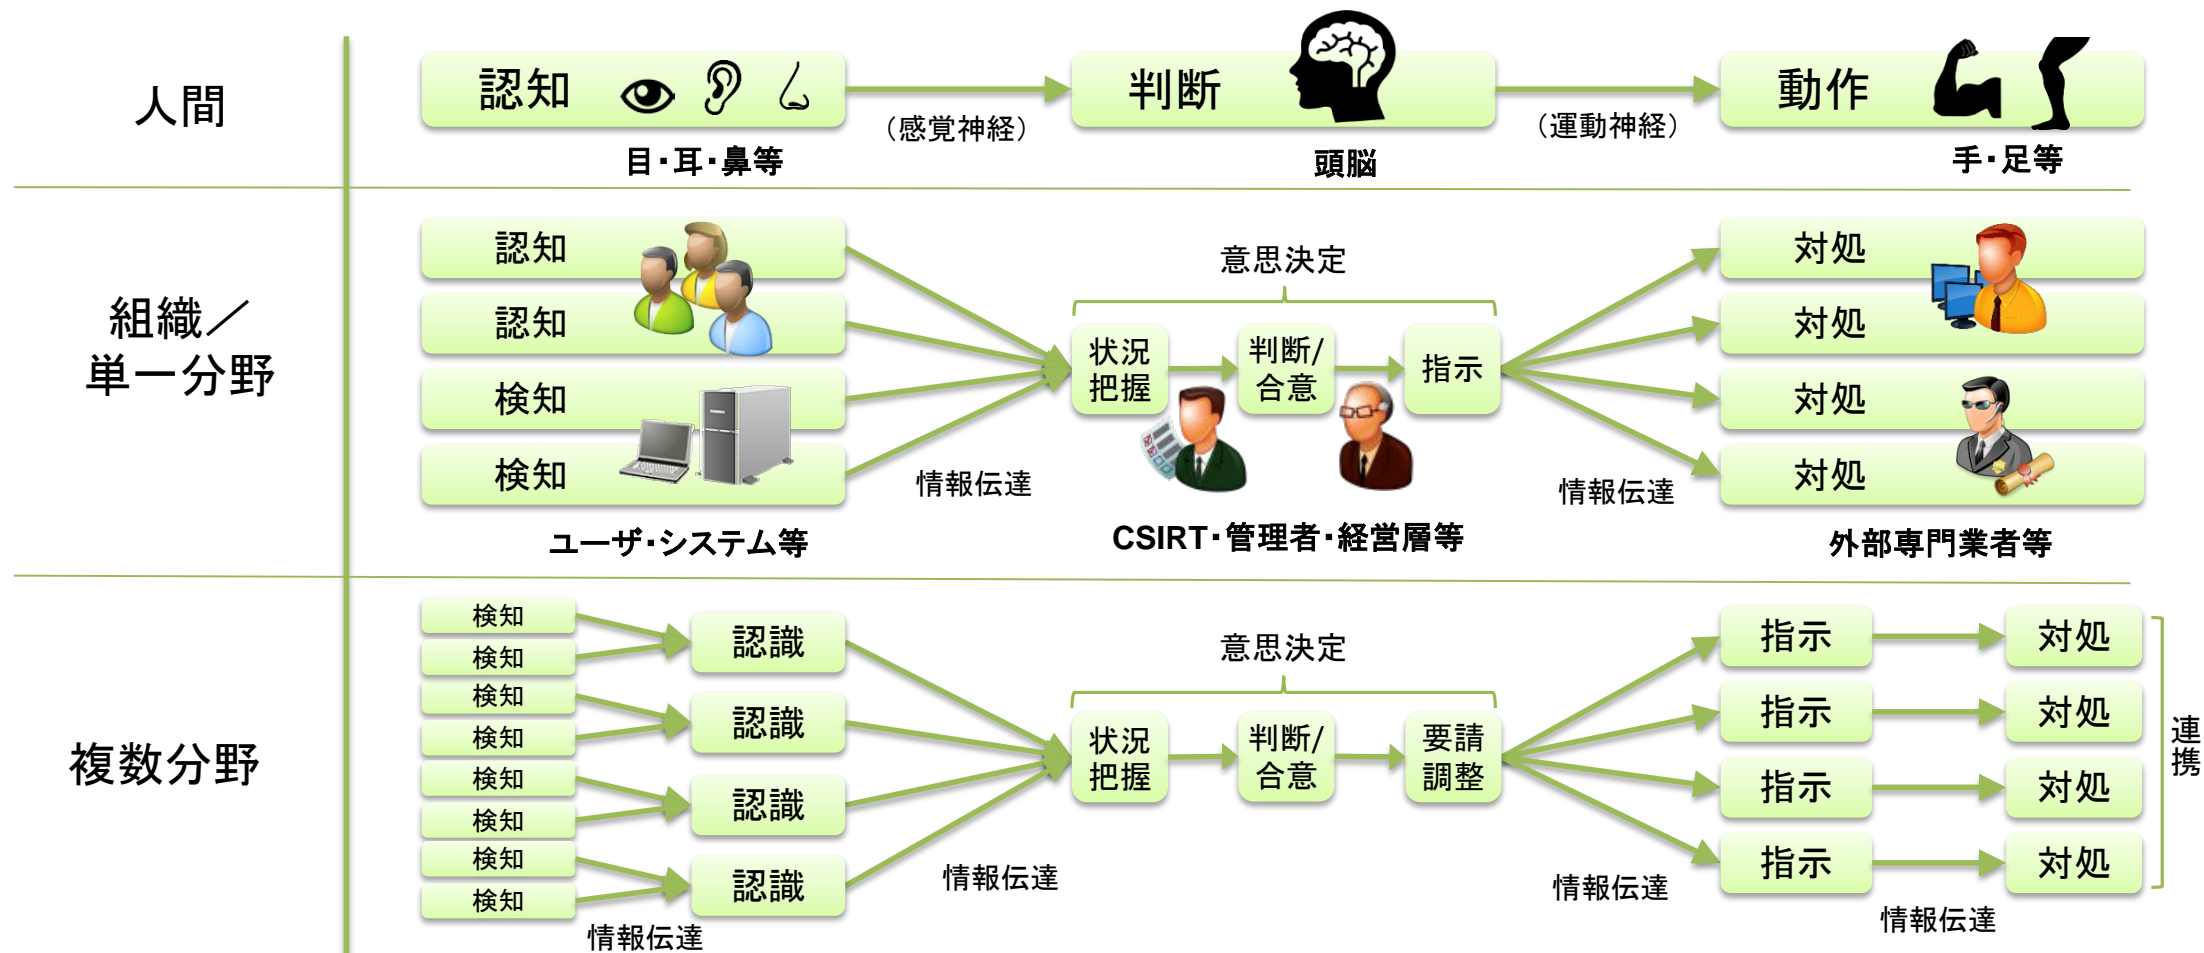 人間
認知
(感覚神経)
判断
(運動神経)
動作
目・耳・鼻等
頭脳
手・足等
組織／
単一分野
認知
認知
検知
検知
情報伝達
ユーザ・システム等
意思決定
状況
把握
判断/
合意
指示
CSIRT・管理者・経営層等
情報伝達
対処
対処
対処
対処
外部専門業者等
複数分野
検知
検知
検知
検知
検知
検知
検知
検知
情報伝達
認識
認識
認識
認識
情報伝達
意思決定
状況
把握
判断/
合意
要請
調整
情報伝達
指示
指示
指示
指示
情報伝達
対処
対処
対処
対処
連携